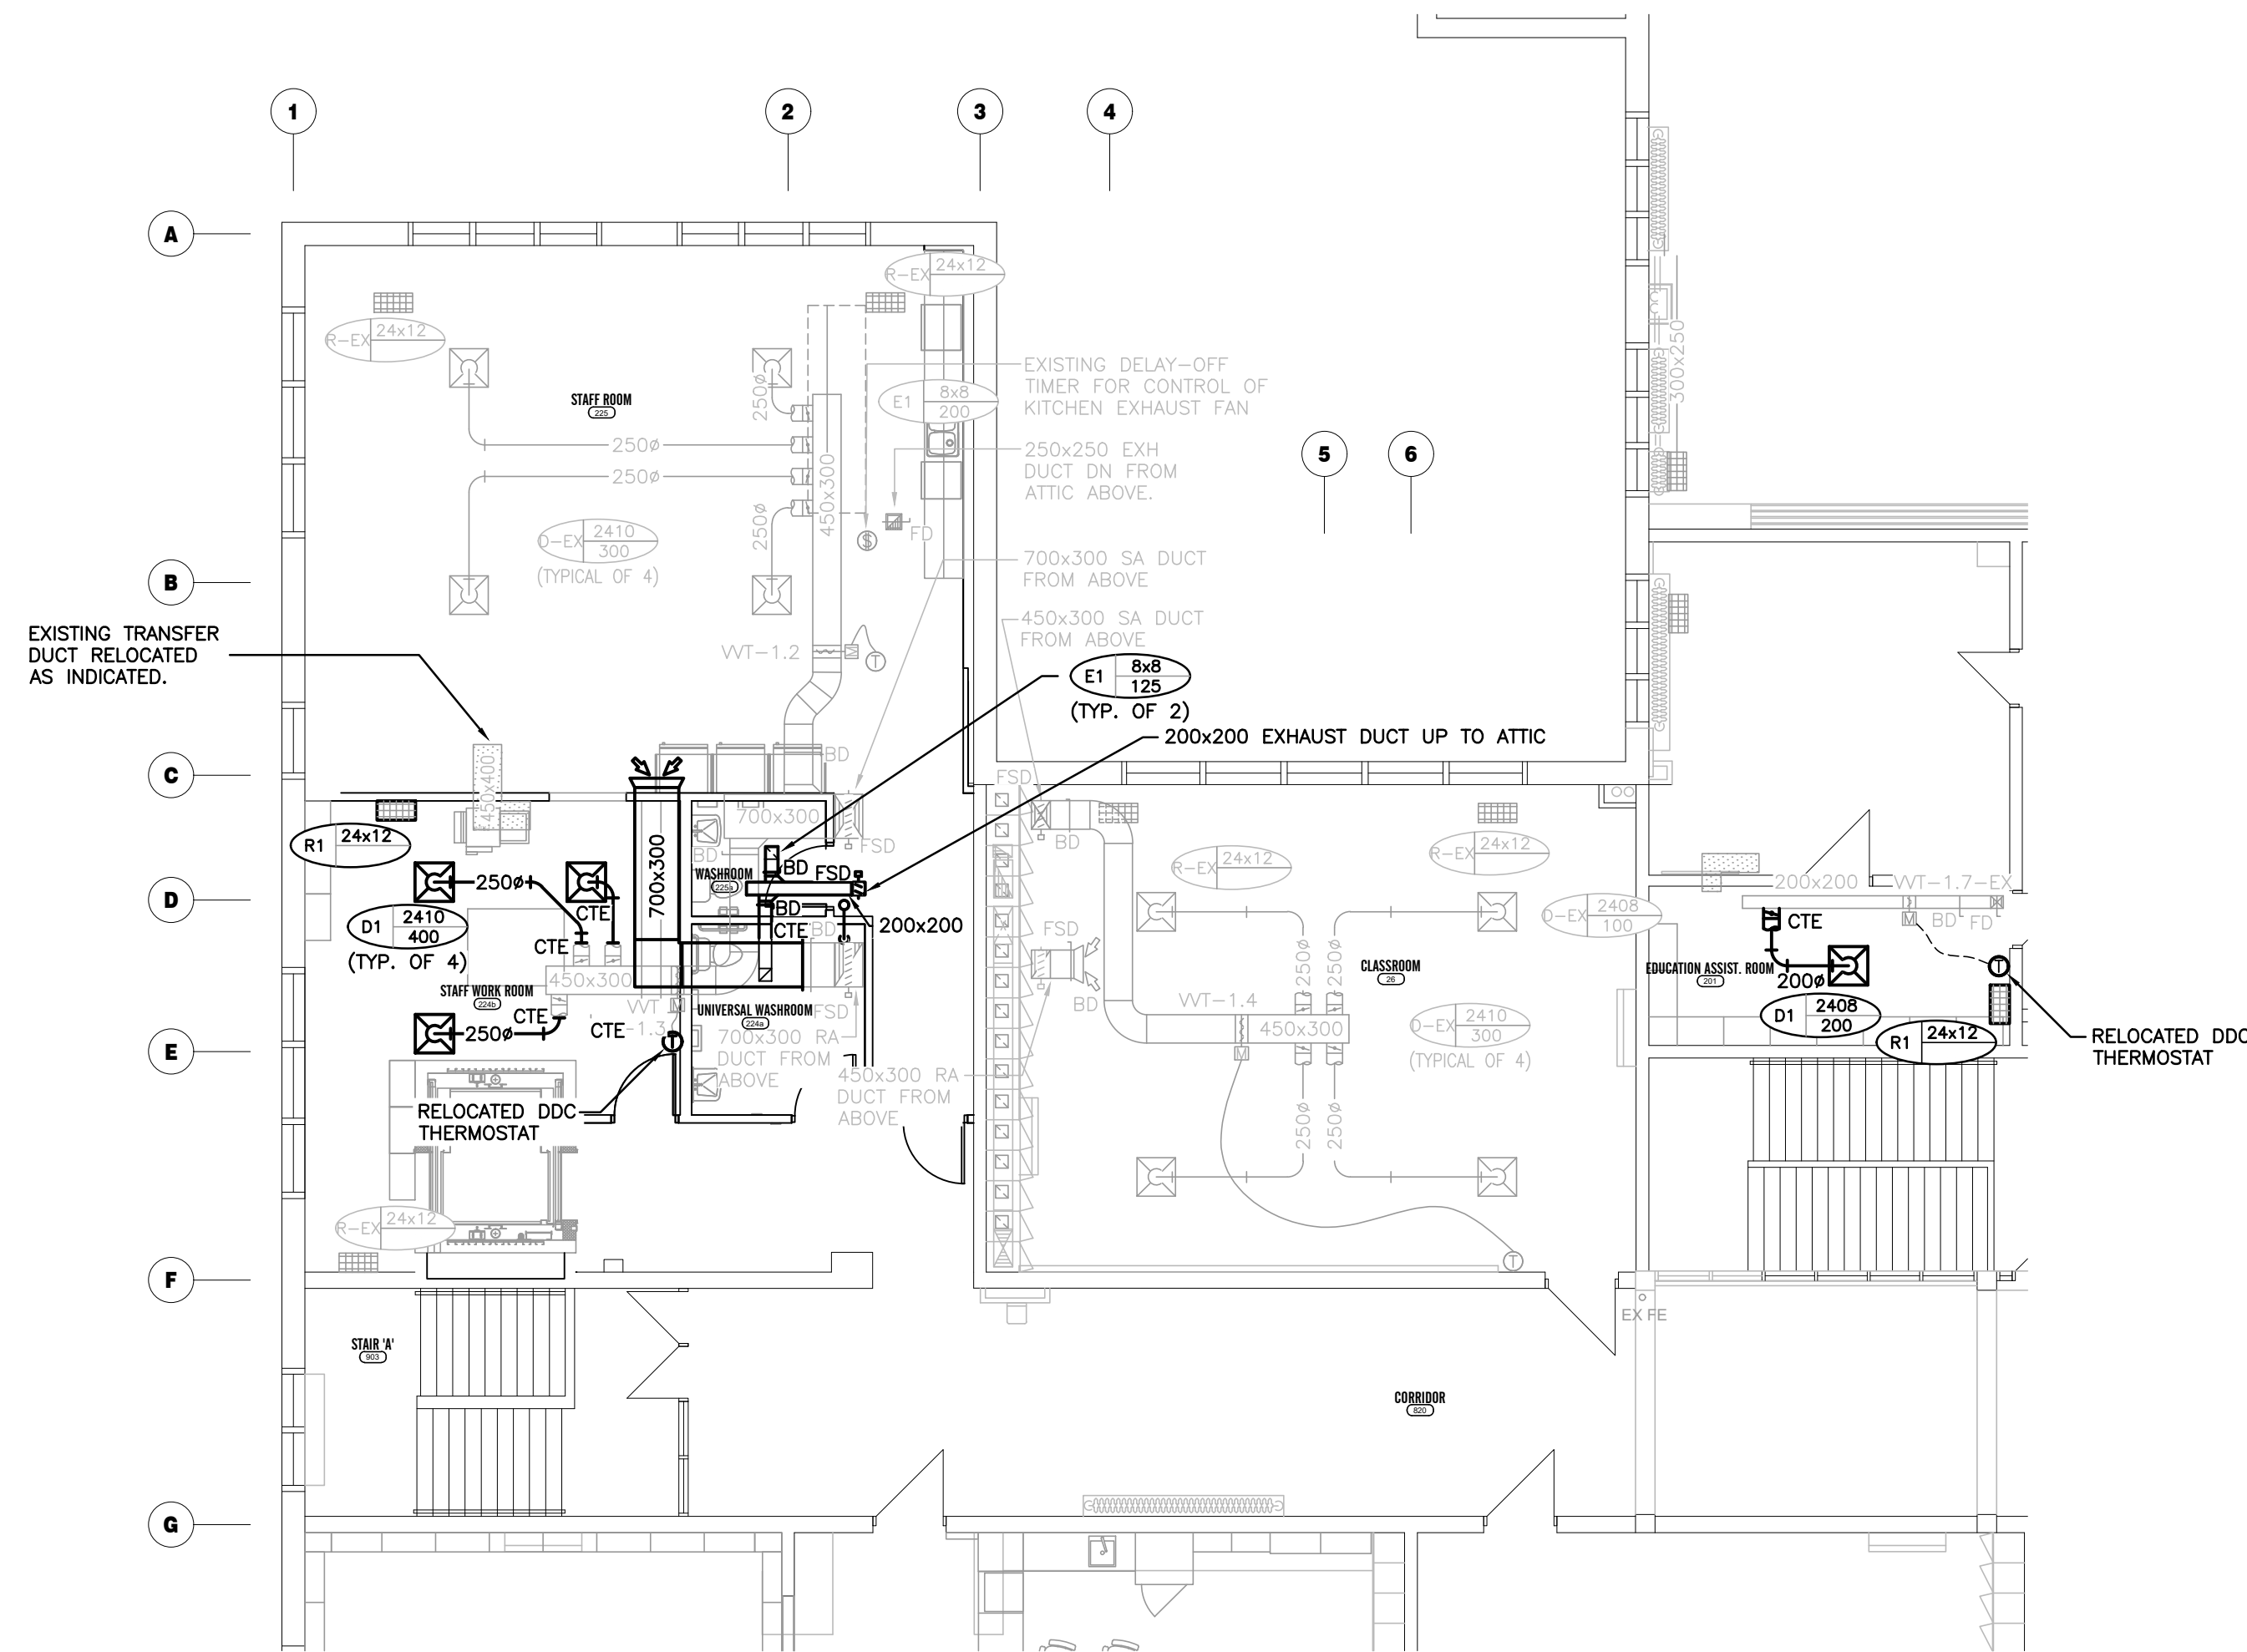 1
2
3
4
A
R-EX
24x12
R-EX
24x12
EXISTING DELAY-OFF
TIMER FOR CONTROL OF
KITCHEN EXHAUST FAN
300x250
E1
8x8
200
STAFF ROOM
225
250ø
250ø
250ø
250ø
450x300
250x250 EXH
DUCT DN FROM
ATTIC ABOVE.
5
6
D-EX
2410
300
(TYPICAL OF 4)
$
FD
700x300 SA DUCT
FROM ABOVE
B
450x300 SA DUCT
FROM ABOVE
EXISTING TRANSFER
DUCT RELOCATED
AS INDICATED.
VVT-1.2
M
T
E1
8x8
125
(TYP. OF 2)
200x200 EXHAUST DUCT UP TO ATTIC
C
BD
FSD
450x400
R1
24x12
700x300
700x300
FSD
BD
BD
BD
WASHROOM
225a
FSD
R-EX
24x12
R-EX
24x12
D
250ø
CTE
D1
2410
400
(TYP. OF 4)
CTE
BD
CTE
BD
200x200
FSD
BD
D-EX
2408
100
200x200
VVT-1.7-EX
CTE
M
BD
FD
STAFF WORK ROOM
224b
450x300
VVT
-1.3
M
CTE
CTE
250ø
UNIVERSAL WASHROOM
224a
FSD
700x300 RA
DUCT FROM
ABOVE
250ø
250ø
CLASSROOM
26
VVT-1.4
450x300
M
D-EX
2410
300
(TYPICAL OF 4)
EDUCATION ASSIST. ROOM
201
200ø
T
D1
2408
200
R1
24x12
RELOCATED DDC
THERMOSTAT
E
T
450x300 RA
DUCT FROM
ABOVE
250ø
250ø
RELOCATED DDC
THERMOSTAT
R-EX
24x12
F
T
EX FE
STAIR 'A'
903
CORRIDOR
820
G